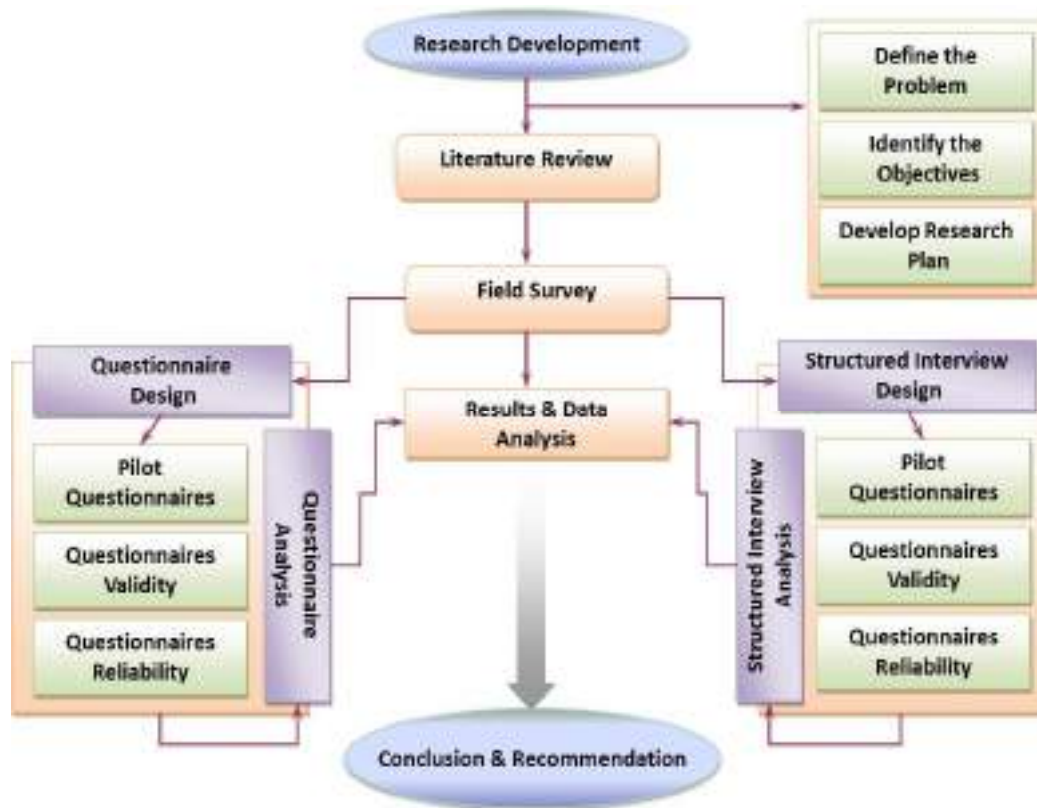 Research Development
Define the
Problem
Identify the
Objectives
Develop Research
Plan
Literature Review
Field Survey
Questionnaire
Design
Structured Interview
Design
Results & Data
Analysis
Pilot
Questionnaires
Questionnaires
Validity
Questionnaires
Reliability
Questionnaire
Analysis
Structured Interview
Analysis
Pilot
Questionnaires
Questionnaires
Validity
Questionnaires
Reliability
Conclusion & Recommendation